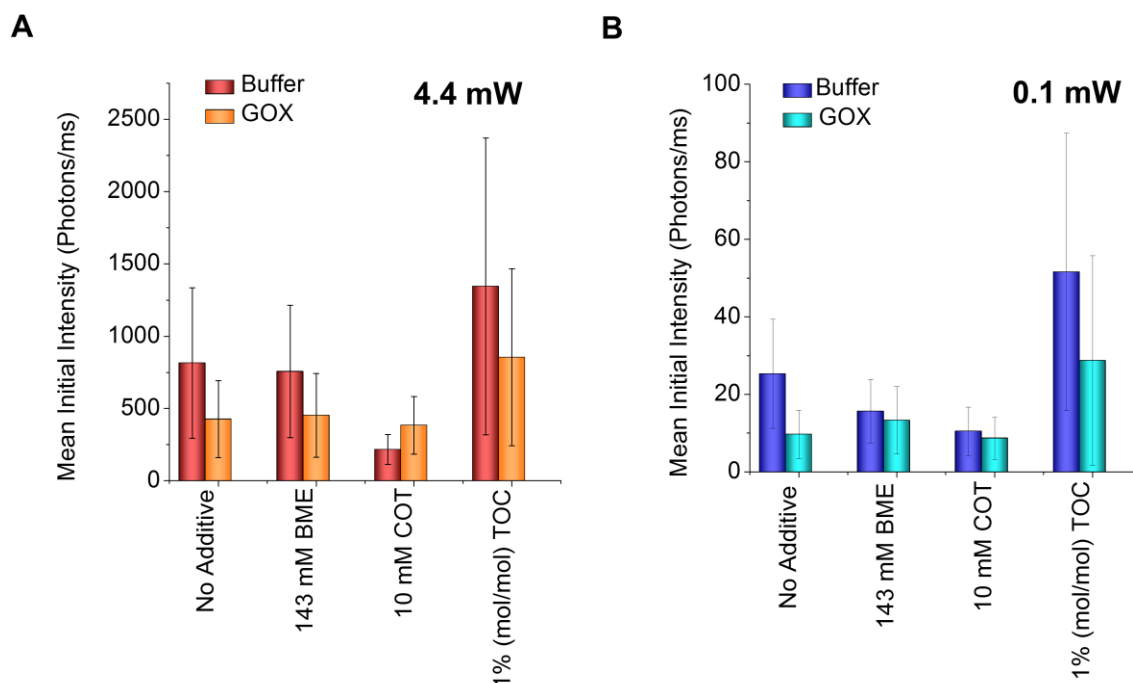 A
Buffer
GOX
4.4 mW
Mean Initial Intensity (Photons/ms)
2500
2000
1500
1000
500
0
No Additive
143 mM BME
10 mM COT
1% (mol/mol) TOC
B
Buffer
GOX
0.1 mW
Mean Initial Intensity (Photons/ms)
100
80
60
40
20
0
No Additive
143 mM BME
10 mM COT
1% (mol/mol) TOC